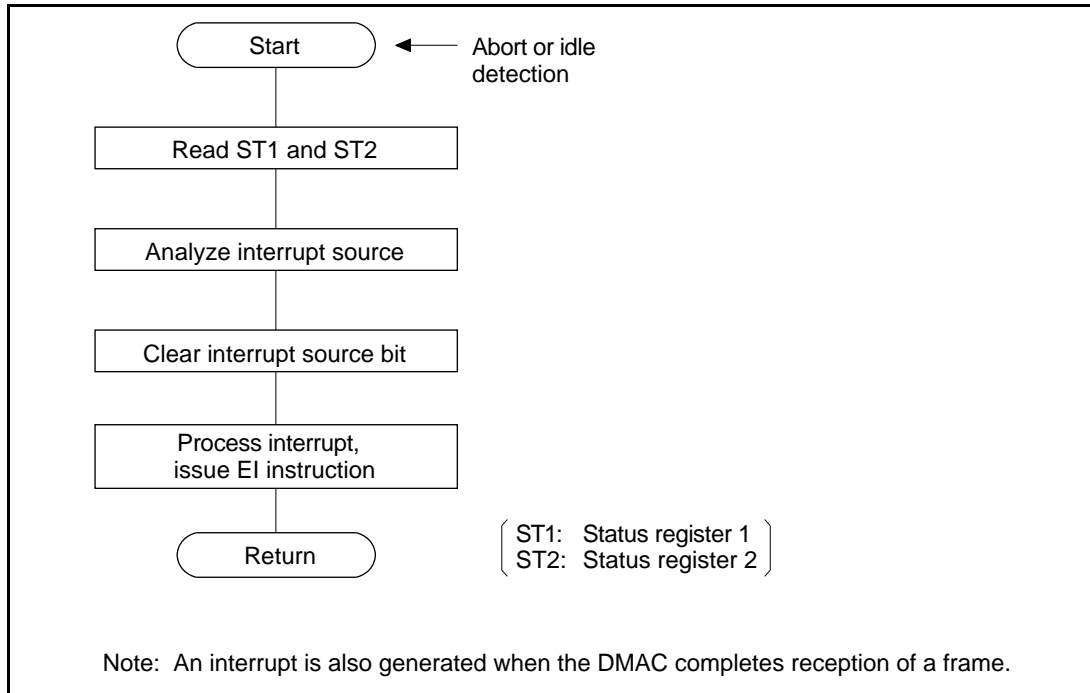 Start
Abort or idle
detection
Read ST1 and ST2
Analyze interrupt source
Clear interrupt source bit
Process interrupt,
issue EI instruction
Return
ST1: Status register 1
ST2: Status register 2
Note: An interrupt is also generated when the DMAC completes reception of a frame.